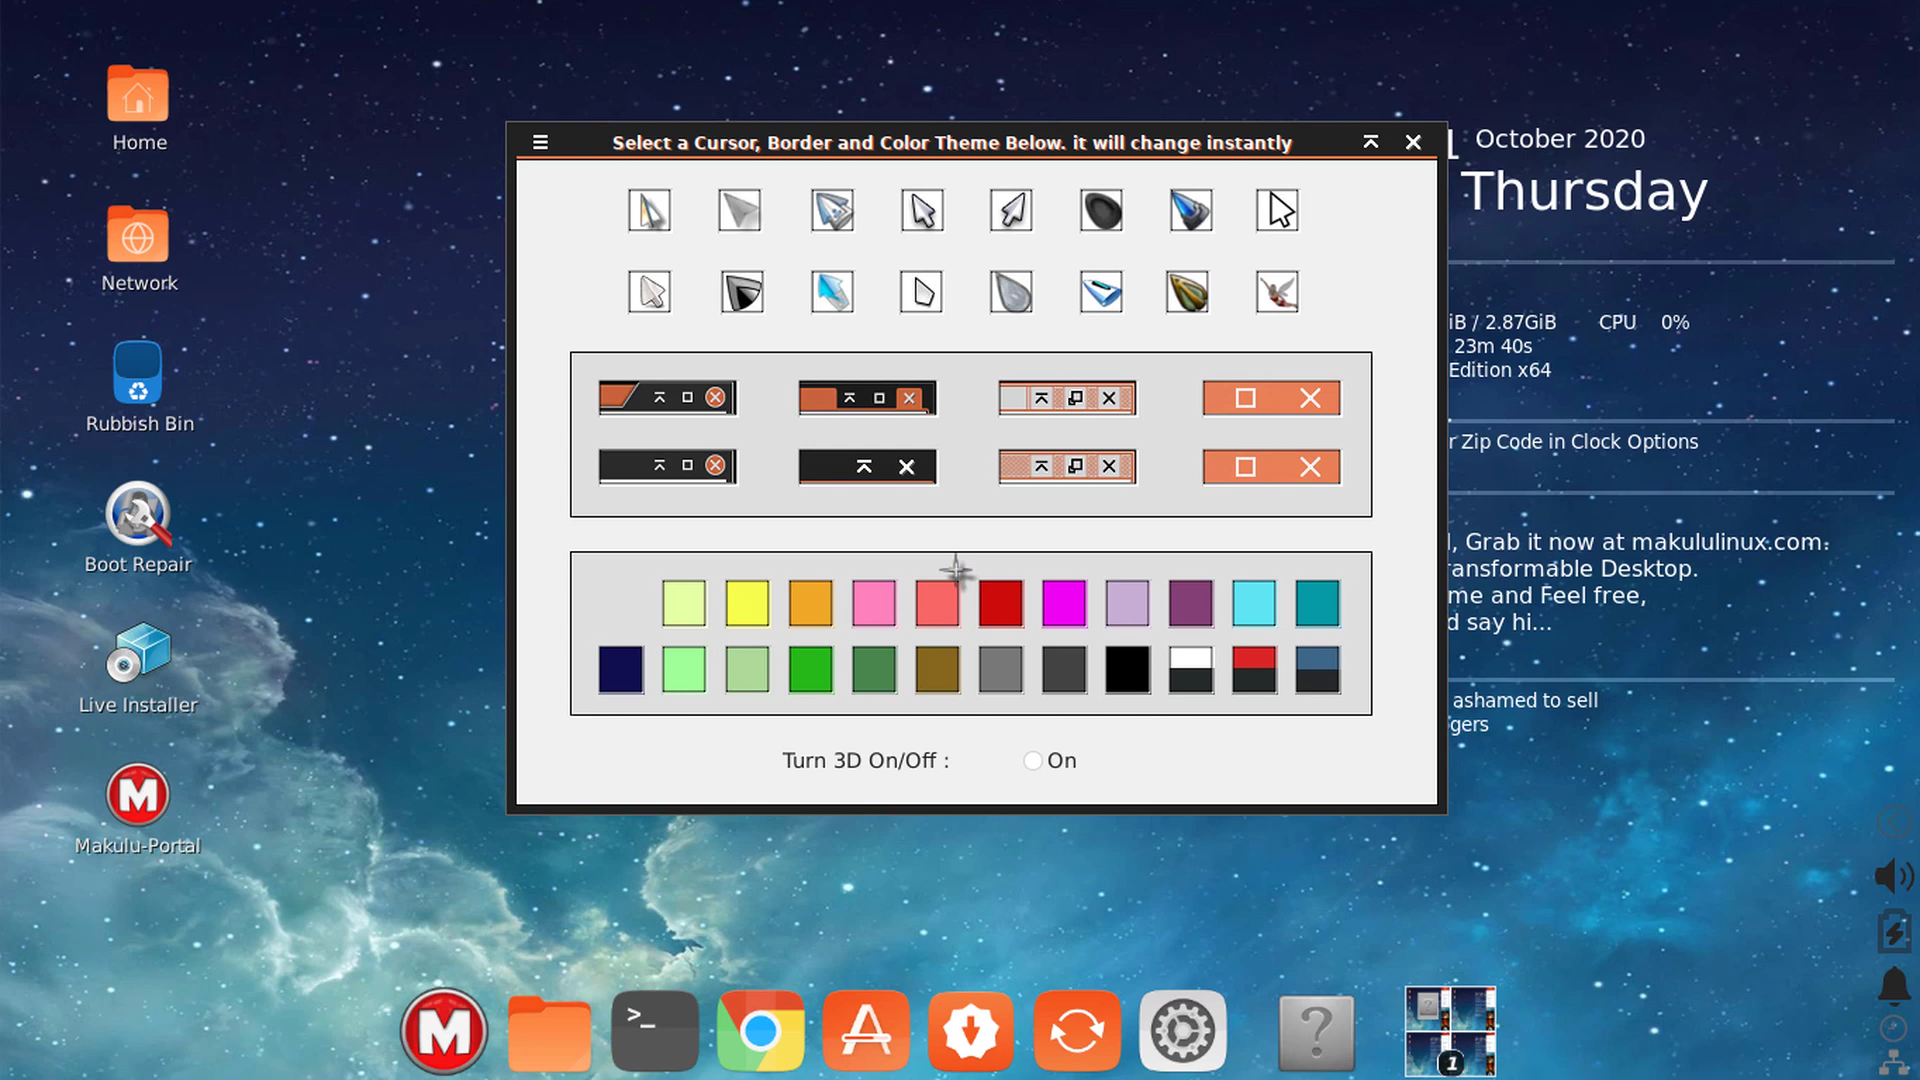 Home
Network
Rubbish Bin
Boot Repair
Live Installer
Makulu-Portal
Select a Cursor, Border and Color Theme Below. it will change instantly
Turn 3D On/Off :
On
October 2020
Thursday
iB / 2.87GiB CPU 0%
23m 40s
Edition x64
r Zip Code in Clock Options
, Grab it now at makululinux.com.
ransformable Desktop.
me and Feel free,
d say hi...
ashamed to sell
gers
M
>_
?
1